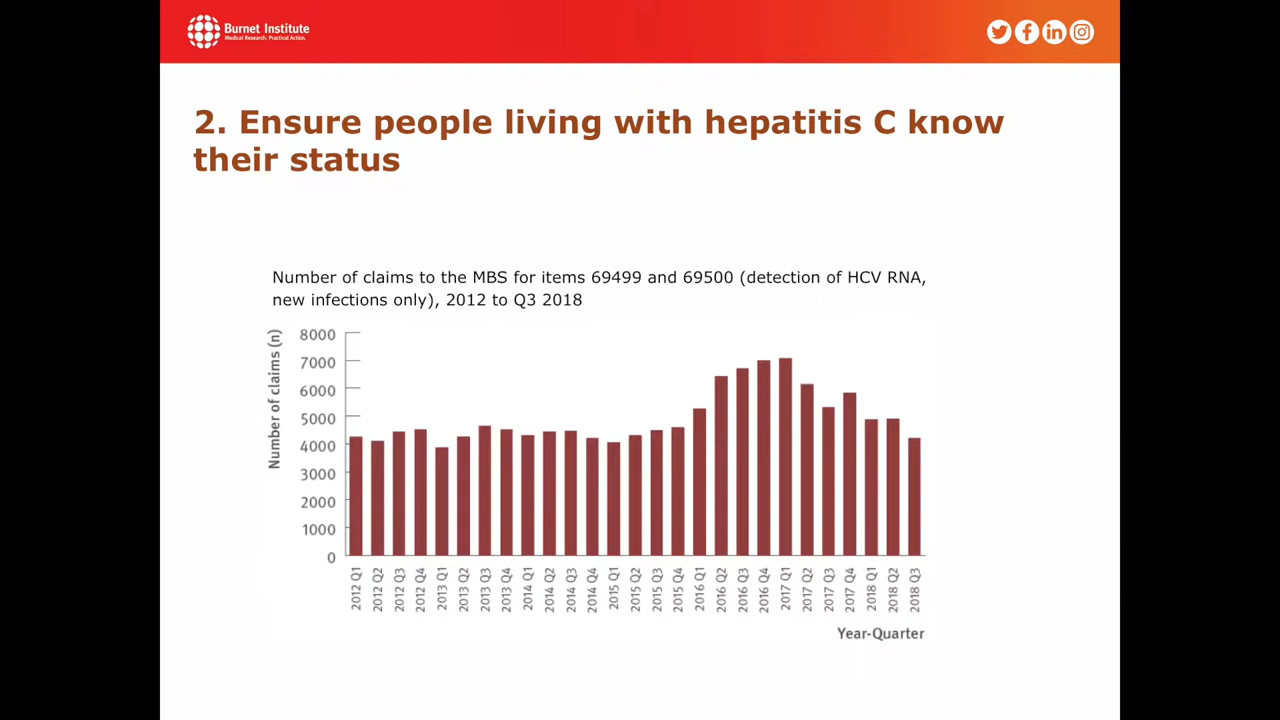 Burnet Institute
Medical Research. Practical Action.
2. Ensure people living with hepatitis C know
their status
Number of claims to the MBS for items 69499 and 69500 (detection of HCV RNA,
new infections only), 2012 to Q3 2018
Number of claims (n)
8000
7000
6000
5000
4000
3000
2000
1000
0
2012 Q1
2012 Q2
2012 Q3
2012 Q4
2013 Q1
2013 Q2
2013 Q3
2013 Q4
2014 Q1
2014 Q2
2014 Q3
2014 Q4
2015 Q1
2015 Q2
2015 Q3
2015 Q4
2016 Q1
2016 Q2
2016 Q3
2016 Q4
2017 Q1
2017 Q2
2017 Q3
2017 Q4
2018 Q1
2018 Q2
2018 Q3
Year-Quarter